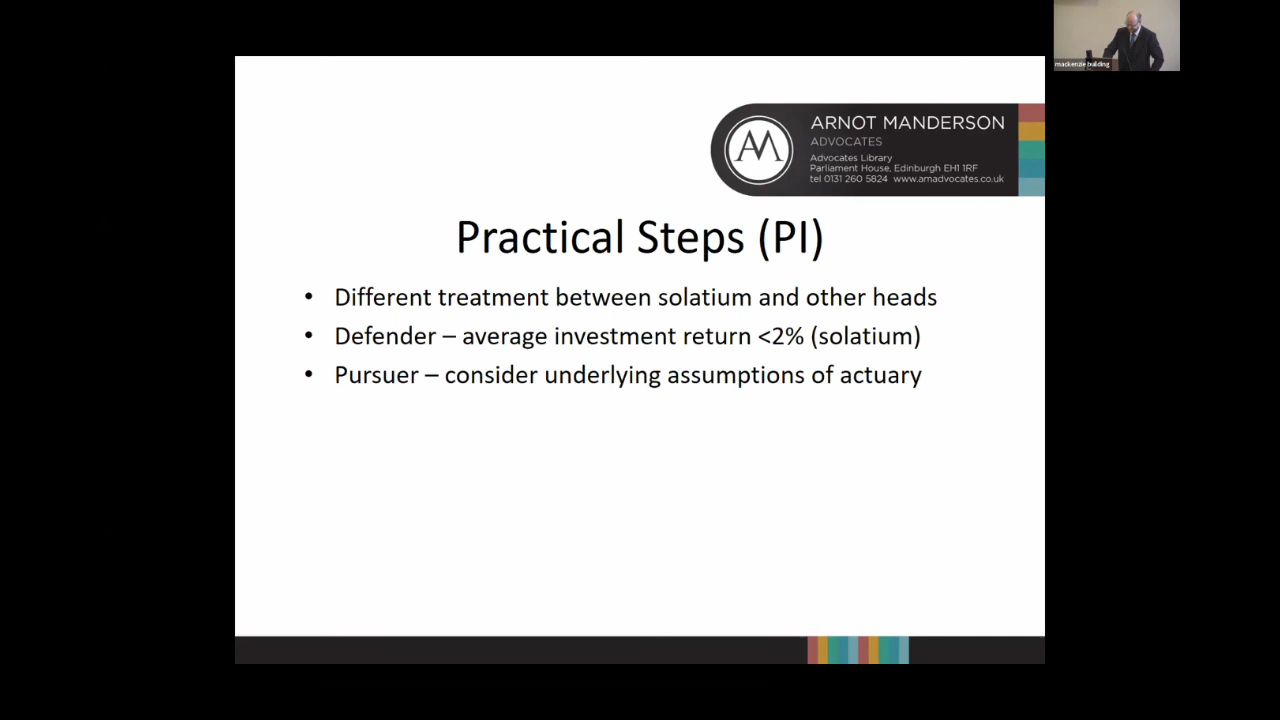 mackenzie building
ARNOT MANDERSON
ADVOCATES
Advocates Library
Parliament House, Edinburgh EH1 1RF
tel 0131 260 5824 www.amadvocates.co.uk
Practical Steps (PI)
• Different treatment between solatium and other heads
• Defender – average investment return <2% (solatium)
• Pursuer – consider underlying assumptions of actuary